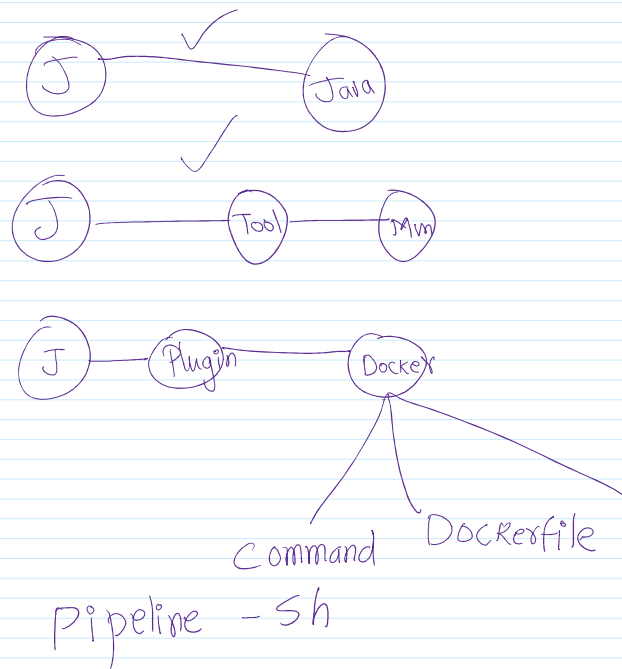 J Java
J Tool Mvn
J Plugin Docker
Command Dockerfile
Pipeline - sh